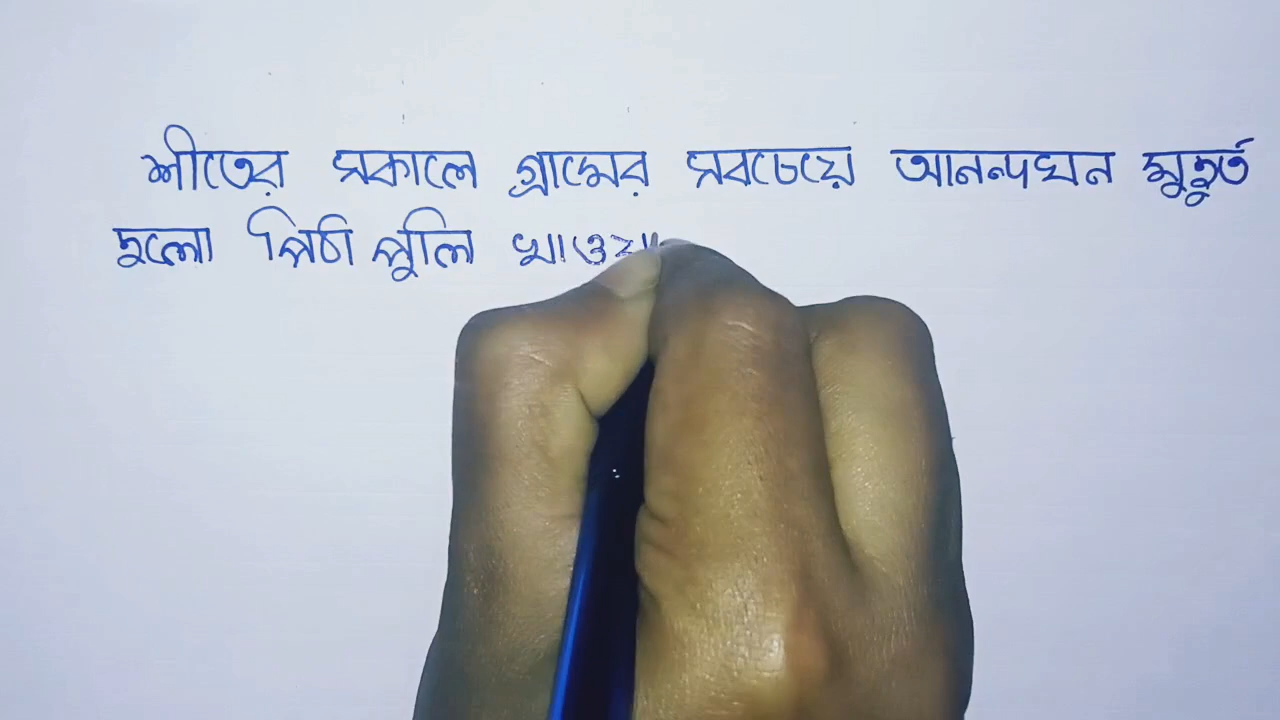 শীতের সকালে গ্রামের সবচেয়ে আনন্দঘন মুহূর্ত
হলো পিঠা পুলি খাওয়া